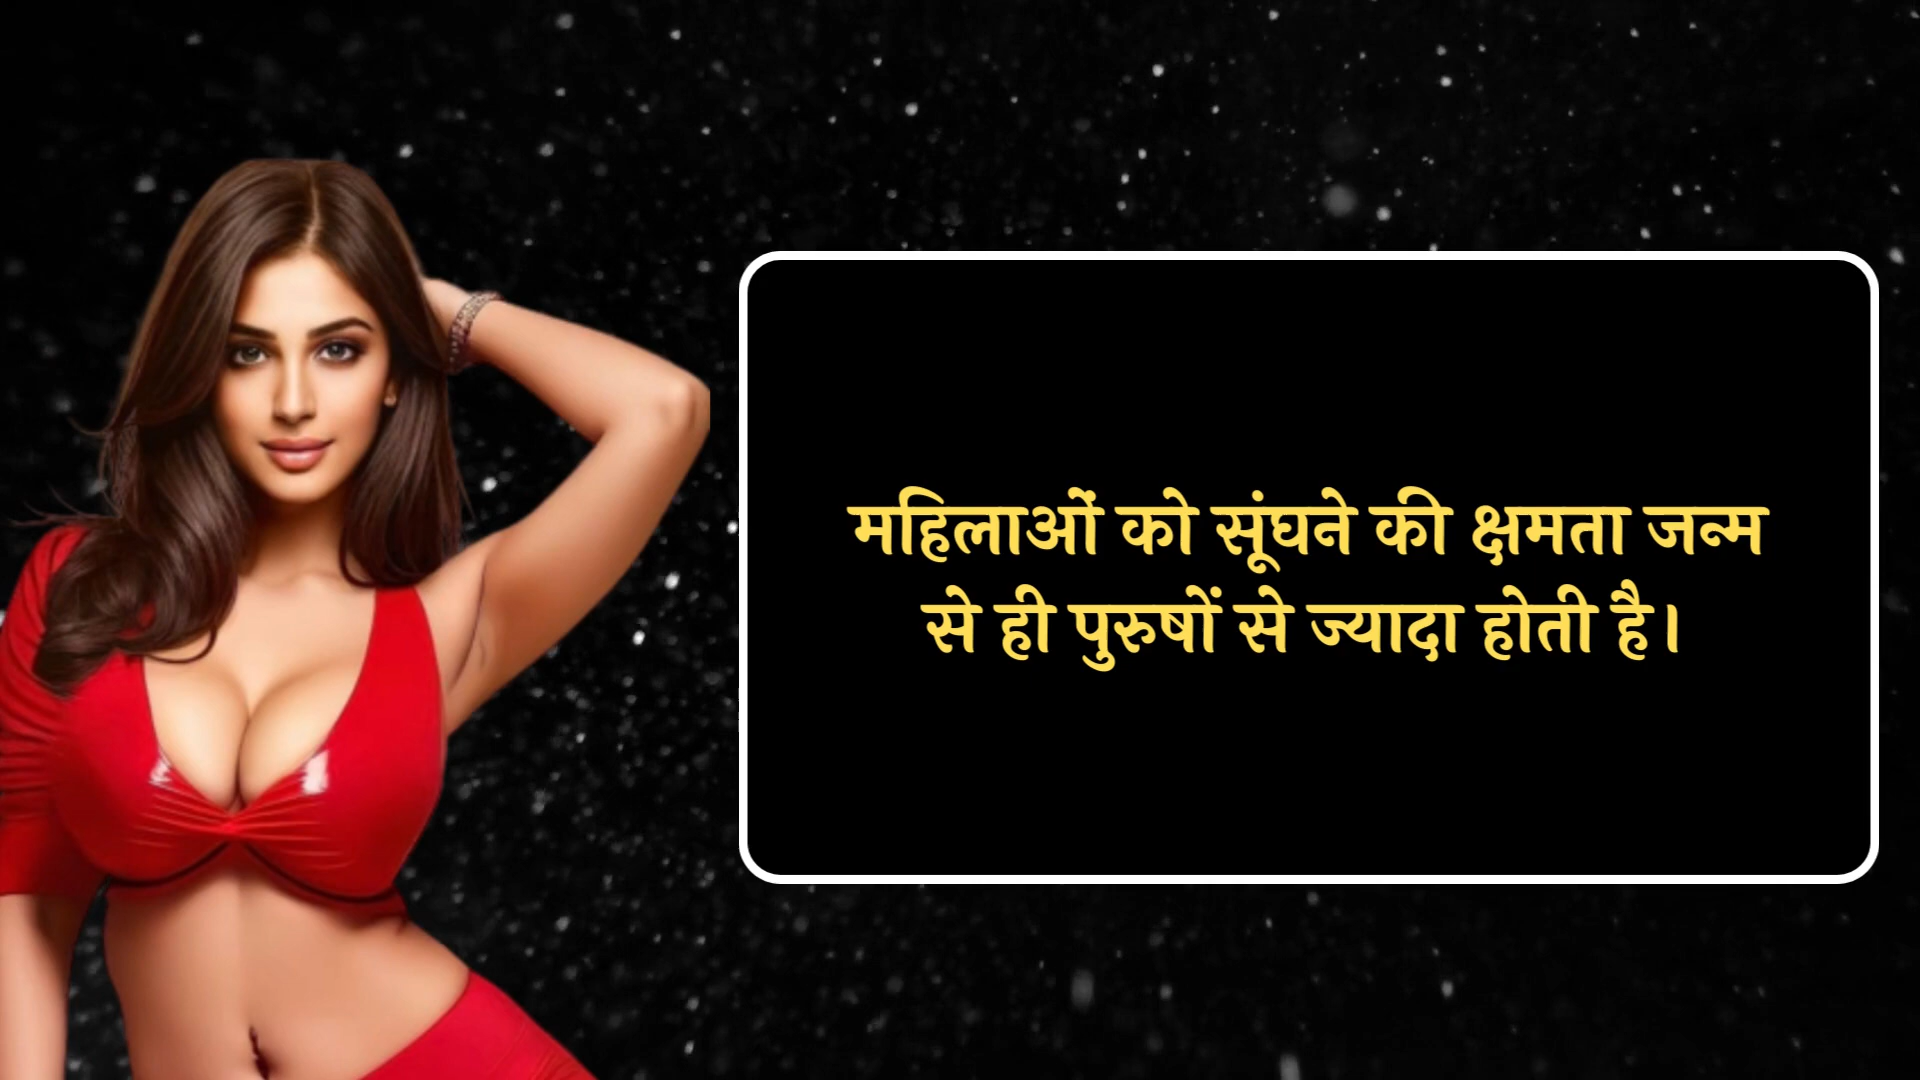 महिलाओं को सूंघने की क्षमता जन्म
से ही पुरुषों से ज्यादा होती है।